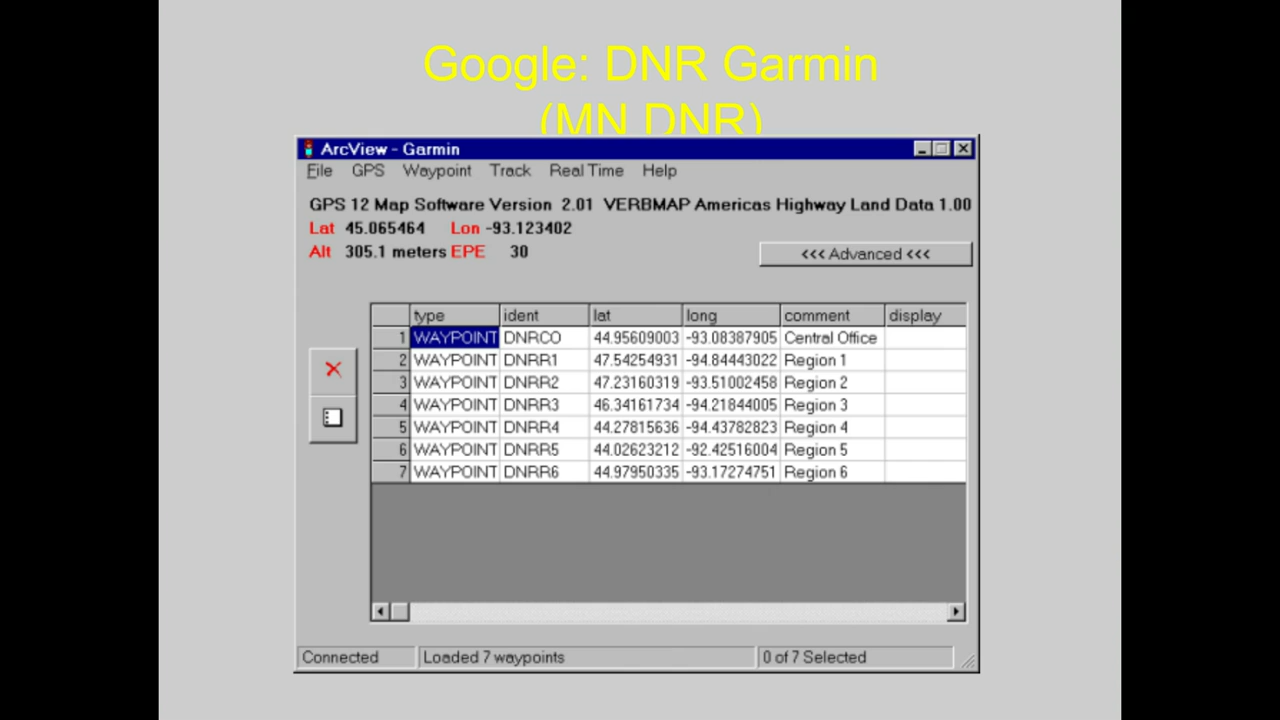 Google: DNR Garmin
(MN DNR)
ArcView - Garmin
File GPS Waypoint Track Real Time Help
GPS 12 Map Software Version 2.01 VERBMAP Americas Highway Land Data 1.00
Lat 45.065464 Lon -93.123402
Alt 305.1 meters EPE 30
<<< Advanced <<<
type ident lat long comment display
1 WAYPOINT DNRCO 44.95609003 -93.08387905 Central Office
2 WAYPOINT DNRR1 47.54254931 -94.84443022 Region 1
3 WAYPOINT DNRR2 47.23160319 -93.51002458 Region 2
4 WAYPOINT DNRR3 46.34161734 -94.21844005 Region 3
5 WAYPOINT DNRR4 44.27815636 -94.43782823 Region 4
6 WAYPOINT DNRR5 44.02623212 -92.42516004 Region 5
7 WAYPOINT DNRR6 44.97950335 -93.17274751 Region 6
Connected Loaded 7 waypoints 0 of 7 Selected